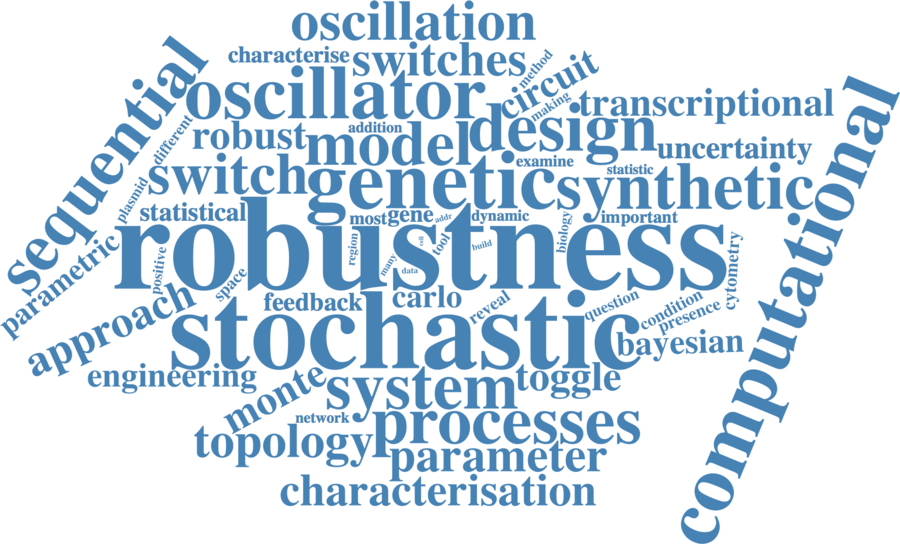 oscillation
characterise
switches
method
sequential
oscillator
circuit
making
transcriptional
computational
different
robust
addition
model
design
uncertainty
examine
statistic
switch
genetic
synthetic
plasmid
statistical
most
gene
addr
dynamic
biology
important
parametric
robustness
positive
region
many
cell
data
tool
build
cytometry
space
approach
feedback
carlo
reveal
question
condition
presence
stochastic
bayesian
engineering
monte
system
toggle
network
processes
topology
parameter
characterisation